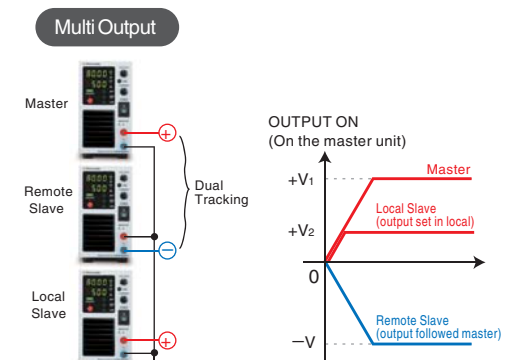 Multi Output
Master
Remote
Slave
Local
Slave
+
−
+
Dual
Tracking
OUTPUT ON
(On the master unit)
+V1
+V2
0
−V
Master
Local Slave
(output set in local)
Remote Slave
(output followed master)